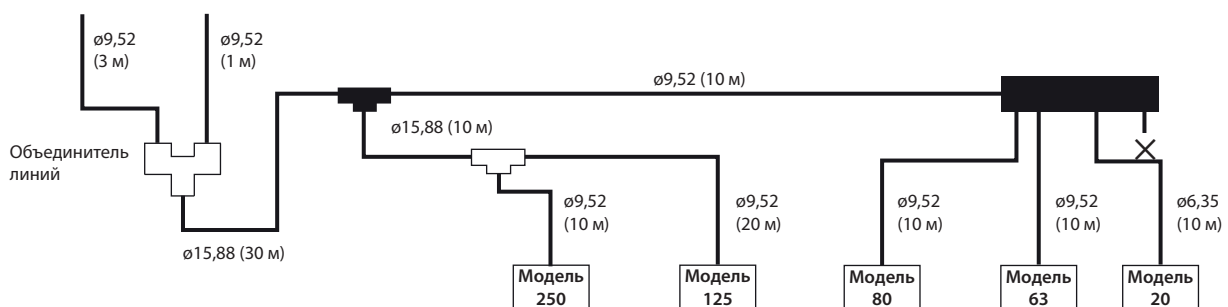 ø9,52
(3 м)
ø9,52
(1 м)
Объединитель
линий
ø15,88 (30 м)
ø9,52 (10 м)
ø15,88 (10 м)
ø9,52
(10 м)
ø9,52
(20 м)
ø9,52
(10 м)
ø9,52
(10 м)
ø6,35
(10 м)
Модель
250
Модель
125
Модель
80
Модель
63
Модель
20